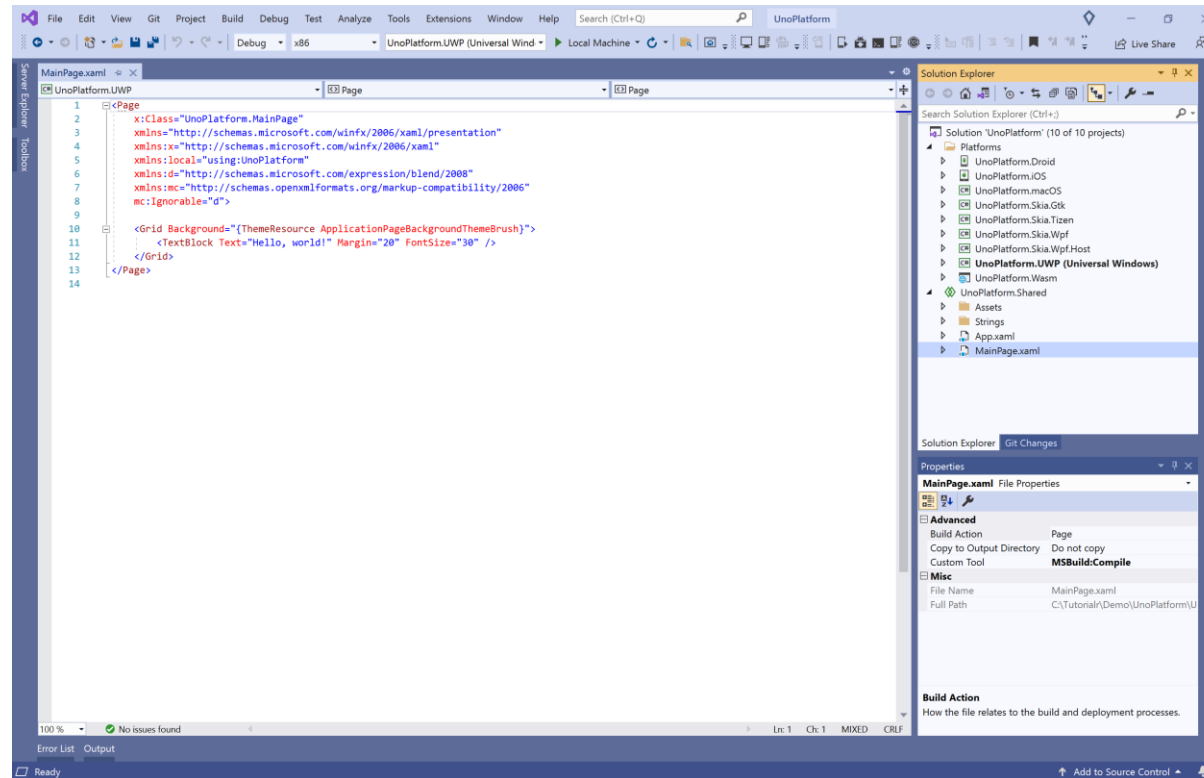 File Edit View Git Project Build Debug Test Analyze Tools Extensions Window Help Search (Ctrl+Q) UnoPlatform
Debug x86 UnoPlatform.UWP (Universal Wind Local Machine Live Share
Server Explorer
Toolbox
MainPage.xaml
UnoPlatform.UWP Page Page
1 <Page
2 x:Class="UnoPlatform.MainPage"
3 xmlns="http://schemas.microsoft.com/winfx/2006/xaml/presentation"
4 xmlns:x="http://schemas.microsoft.com/winfx/2006/xaml"
5 xmlns:local="using:UnoPlatform"
6 xmlns:d="http://schemas.microsoft.com/expression/blend/2008"
7 xmlns:mc="http://schemas.openxmlformats.org/markup-compatibility/2006"
8 mc:Ignorable="d">
9
10 <Grid Background="{ThemeResource ApplicationPageBackgroundThemeBrush}">
11 <TextBlock Text="Hello, world!" Margin="20" FontSize="30" />
12 </Grid>
13 </Page>
14
100 % No issues found Ln: 1 Ch: 1 MIXED CRLF
Solution Explorer
Search Solution Explorer (Ctrl+;)
Solution 'UnoPlatform' (10 of 10 projects)
Platforms
UnoPlatform.Droid
UnoPlatform.iOS
UnoPlatform.macOS
UnoPlatform.Skia.Gtk
UnoPlatform.Skia.Tizen
UnoPlatform.Skia.Wpf
UnoPlatform.Skia.Wpf.Host
UnoPlatform.UWP (Universal Windows)
UnoPlatform.Wasm
UnoPlatform.Shared
Assets
Strings
App.xaml
MainPage.xaml
Solution Explorer Git Changes
Properties
MainPage.xaml File Properties
Advanced
Build Action Page
Copy to Output Directory Do not copy
Custom Tool MSBuild:Compile
Misc
File Name MainPage.xaml
Full Path C:\Tutorialr\Demo\UnoPlatform\U
Build Action
How the file relates to the build and deployment processes.
Error List Output
Ready Add to Source Control